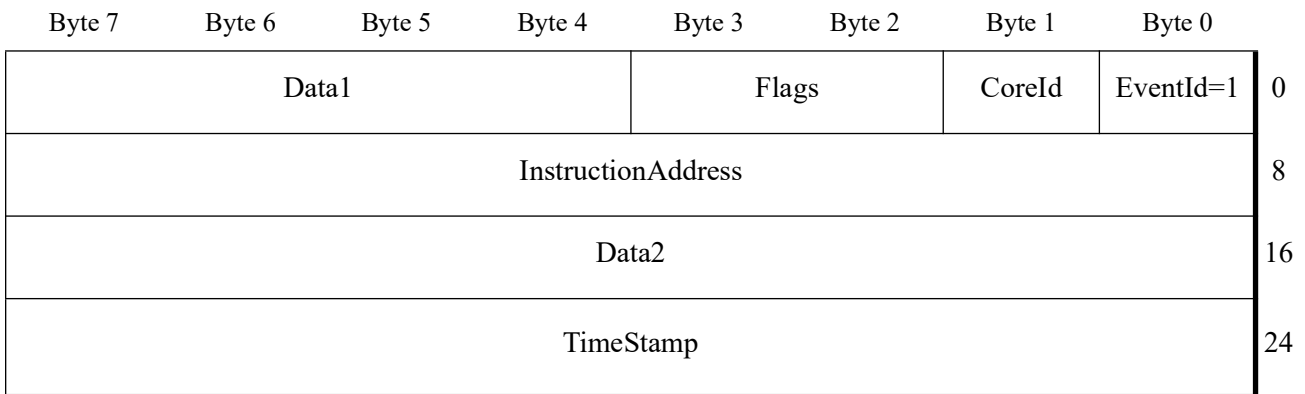 Byte 7 Byte 6 Byte 5 Byte 4 Byte 3 Byte 2 Byte 1 Byte 0
Data1 Flags CoreId EventId=1 0
InstructionAddress 8
Data2 16
TimeStamp 24